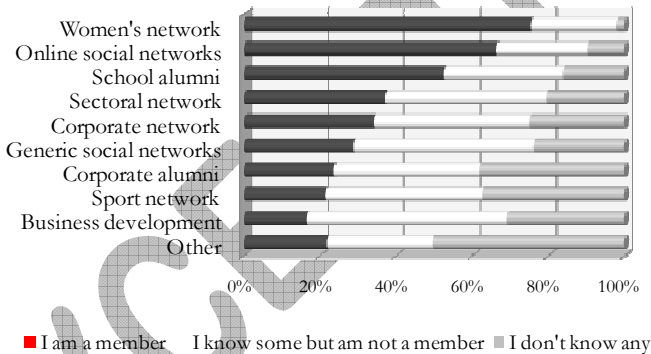 Women's network
Online social networks
School alumni
Sectoral network
Corporate network
Generic social networks
Corporate alumni
Sport network
Business development
Other
0% 20% 40% 60% 80% 100%
I am a member I know some but am not a member I don't know any